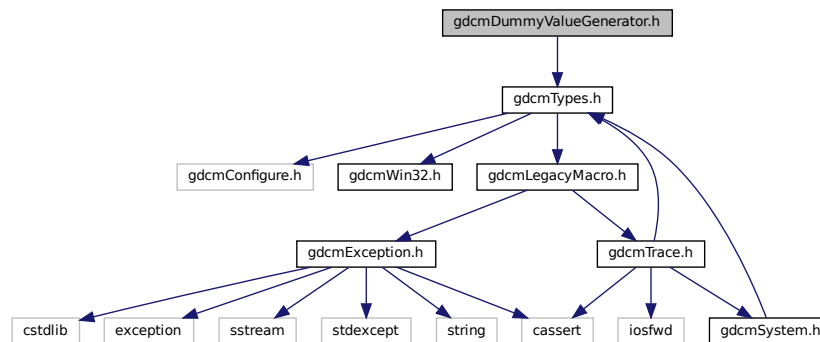 gdcmDummyValueGenerator.h
gdcmTypes.h
gdcmConfigure.h
gdcmWin32.h
gdcmLegacyMacro.h
gdcmException.h
gdcmTrace.h
cstdlib
exception
sstream
stdexcept
string
cassert
iosfwd
gdcmSystem.h